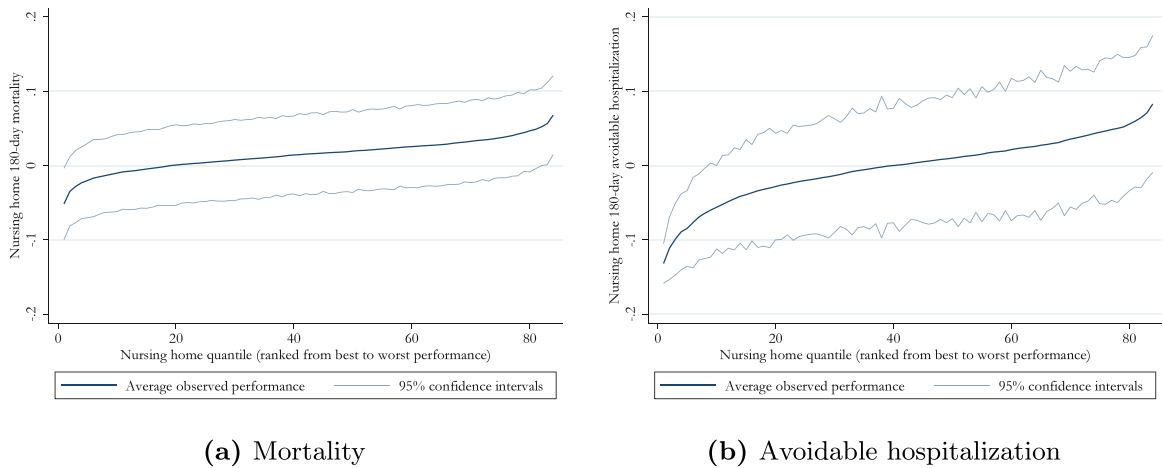 .2
.1
0
-.1
-.2
Nursing home 180-day mortality
0 20 40 60 80
Nursing home quantile (ranked from best to worst performance)
Average observed performance 95% confidence intervals
(a) Mortality
.2
.1
0
-.1
-.2
Nursing home 180-day avoidable hospitalization
0 20 40 60 80
Nursing home quantile (ranked from best to worst performance)
Average observed performance 95% confidence intervals
(b) Avoidable hospitalization